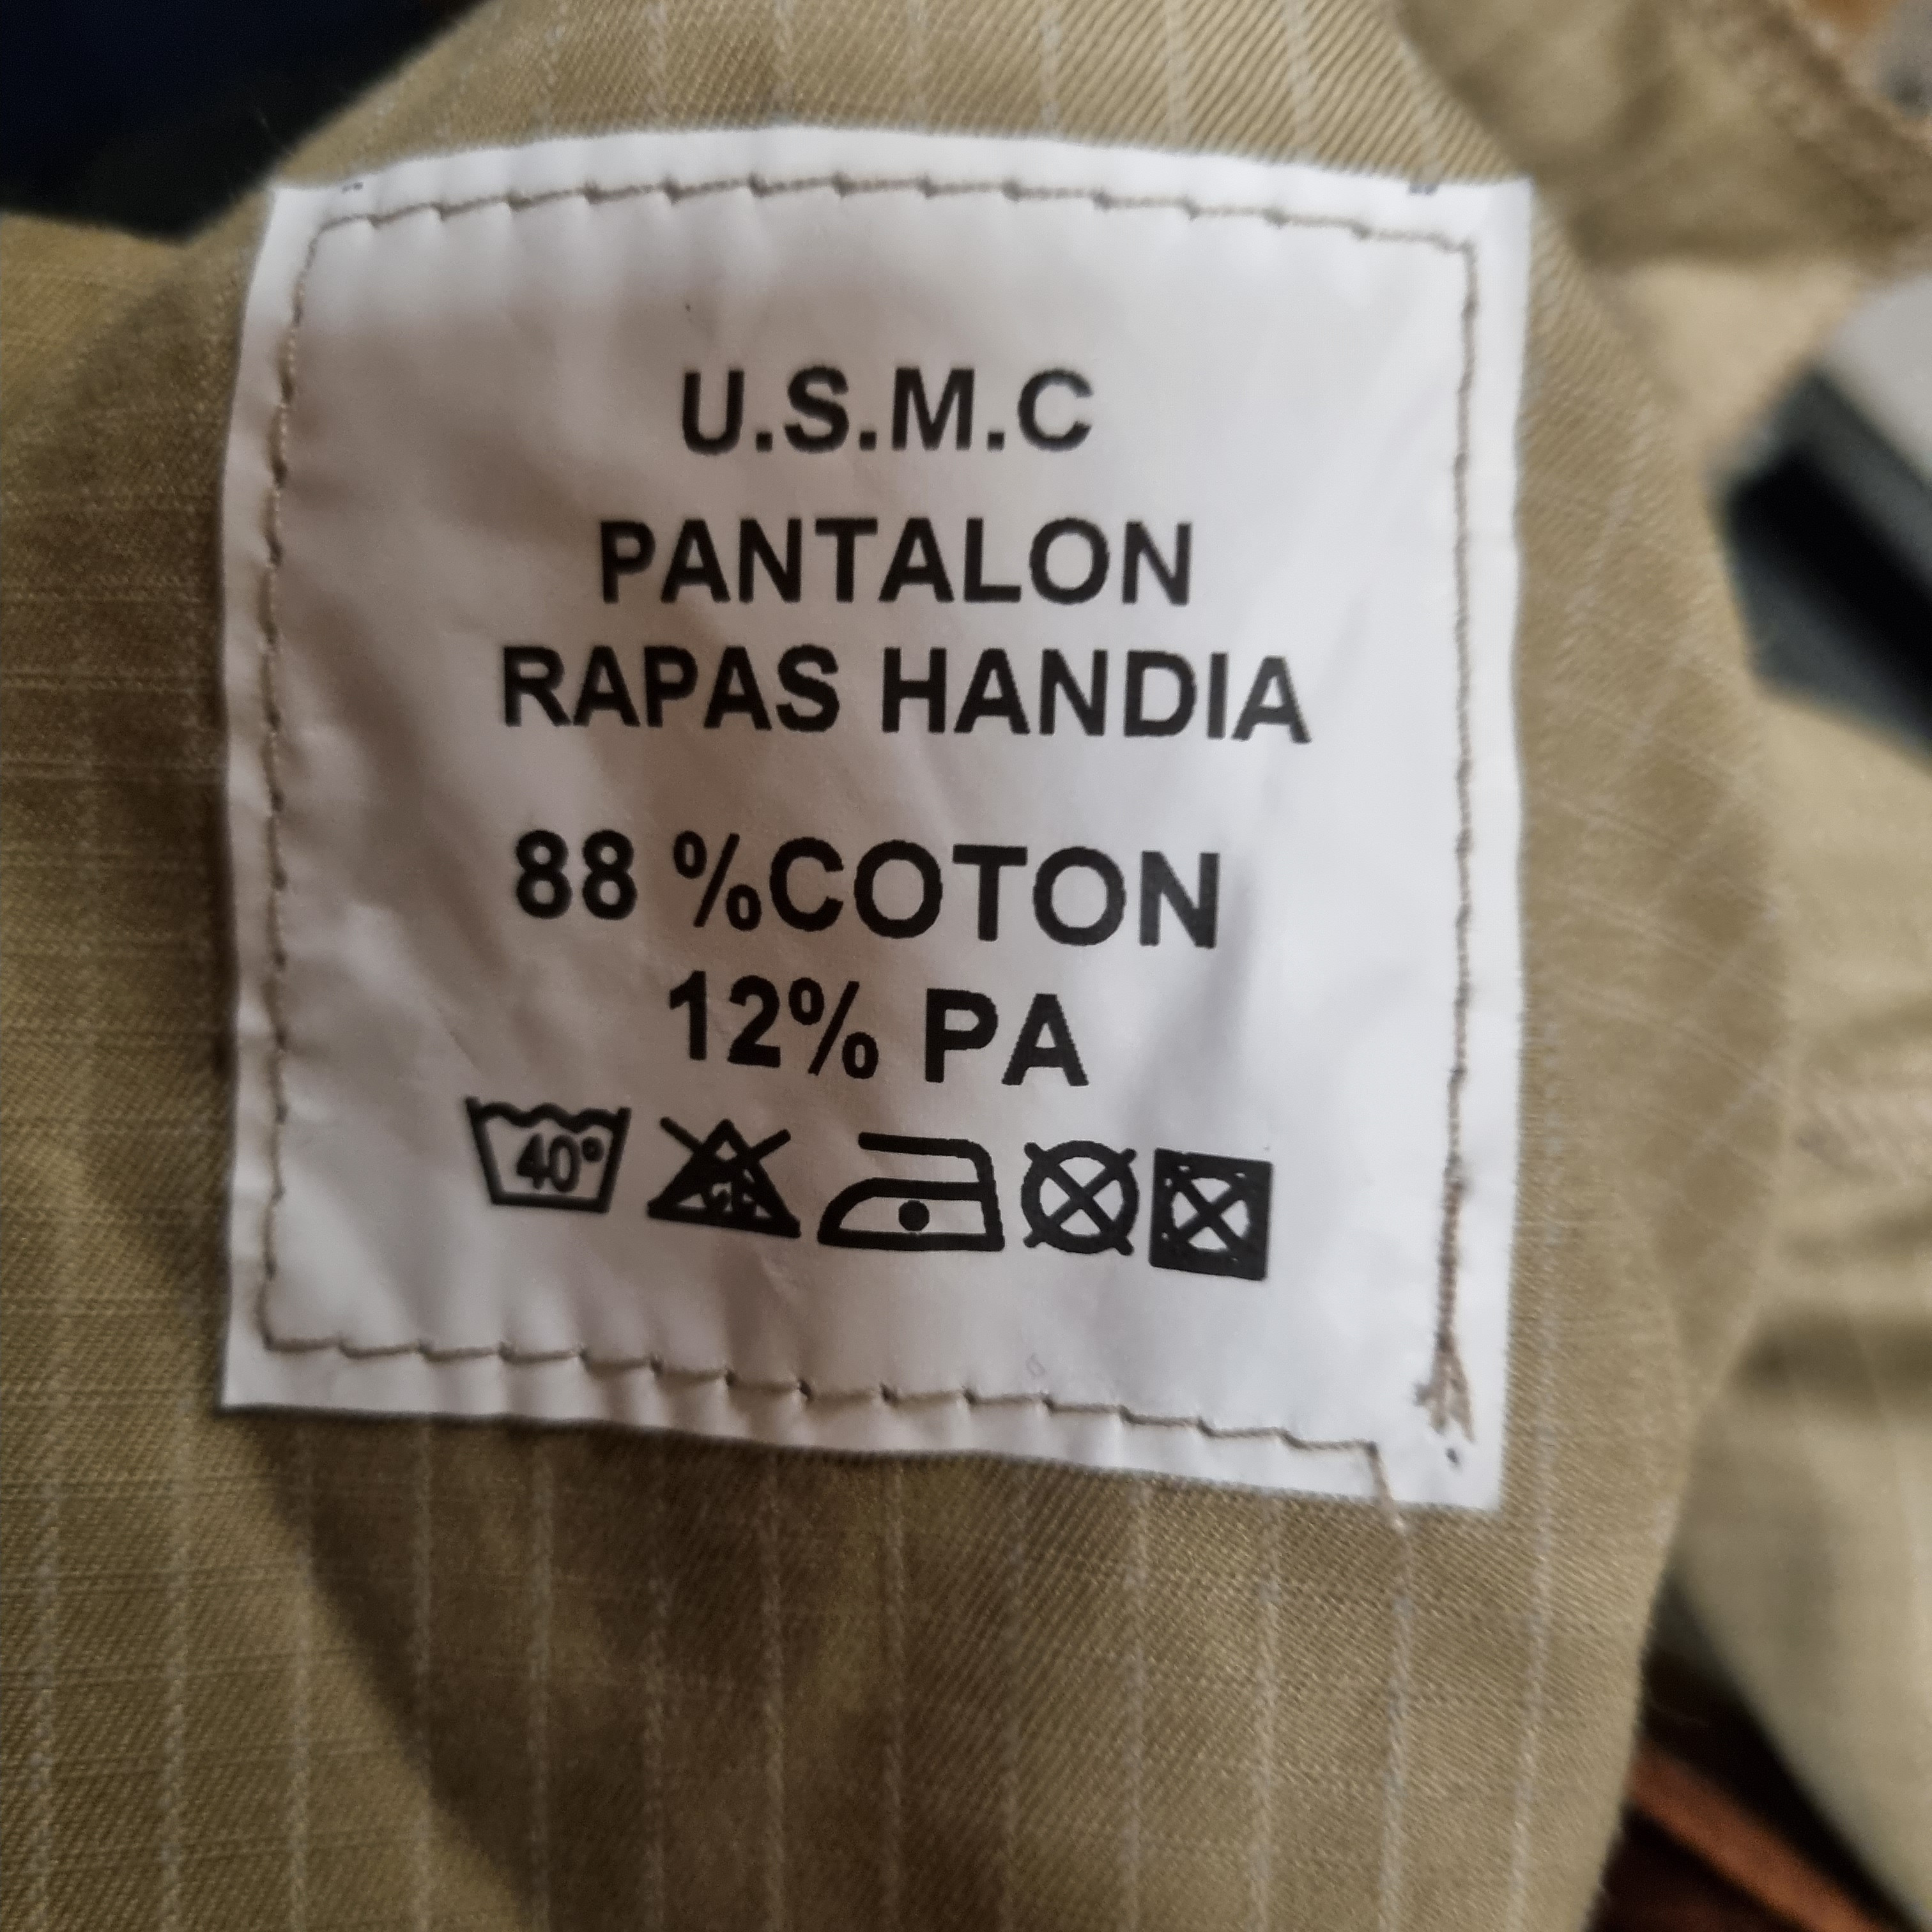 U.S.M.C
PANTALON
RAPAS HANDIA
88 %COTON
12% PA
40°